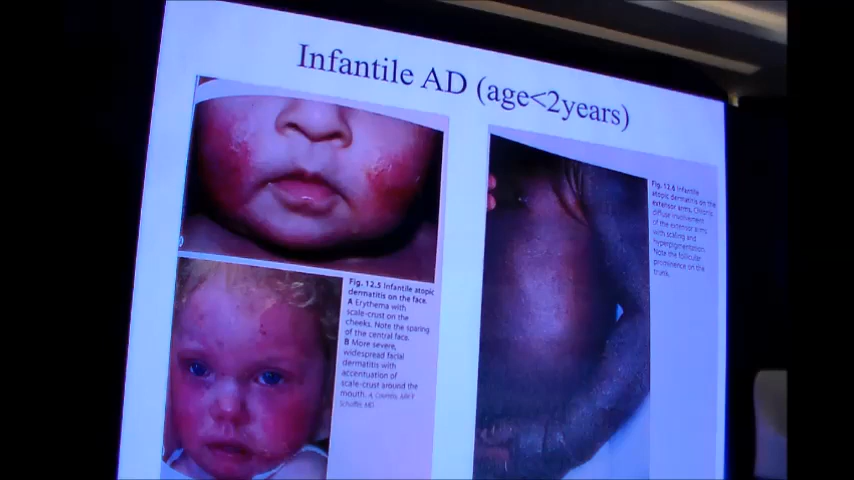 Infantile AD (age<2years)
Fig. 12.5 Infantile atopic
dermatitis on the face.
A Erythema with
scale-crust on the
cheeks. Note the sparing
of the central face.
B More severe,
widespread facial
dermatitis with
accentuation of
scale-crust around the
mouth. A, Courtesy,
MD
Fig. 12.6 Infantile
atopic dermatitis on the
extensor arms. Chronic,
diffuse involvement
of the extensor arms
with scaling and
hyperpigmentation.
Note the follicular
prominence on the
trunk.